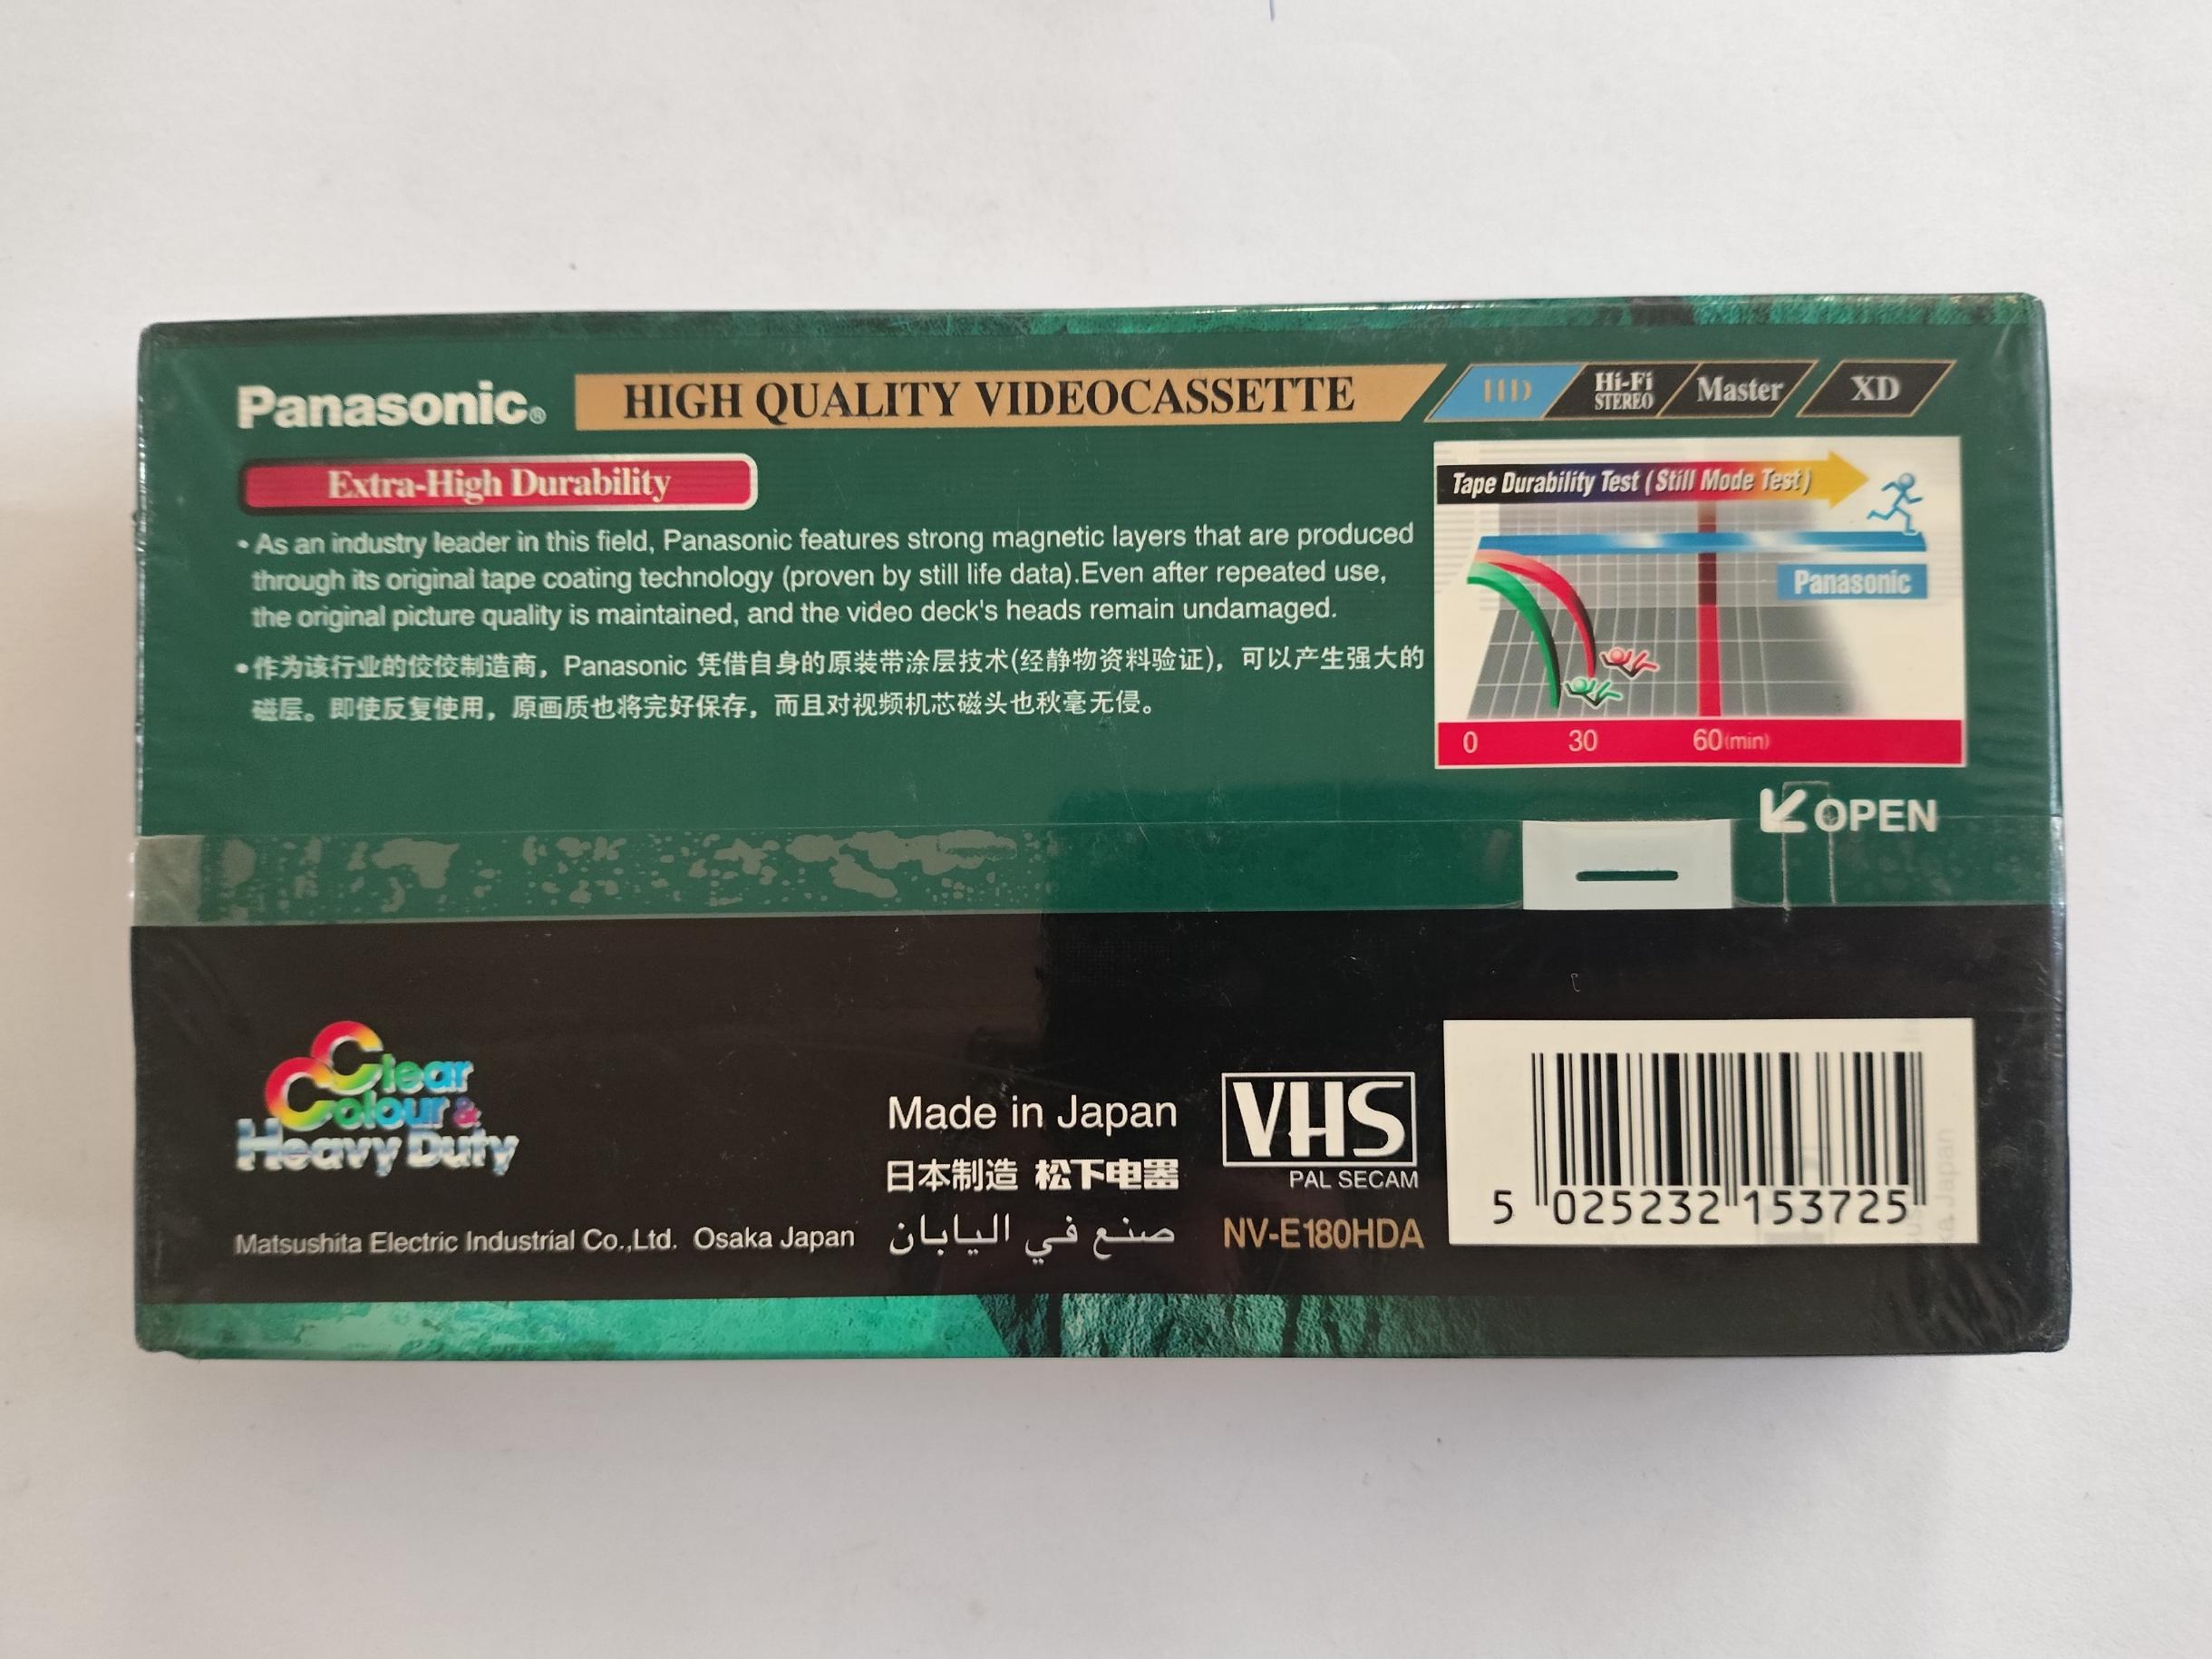 Panasonic® HIGH QUALITY VIDEOCASSETTE HD Hi-Fi STEREO Master XD
Extra-High Durability
• As an industry leader in this field, Panasonic features strong magnetic layers that are produced
through its original tape coating technology (proven by still life data).Even after repeated use,
the original picture quality is maintained, and the video deck's heads remain undamaged.
• 作为该行业的佼佼制造商，Panasonic 凭借自身的原装带涂层技术(经静物资料验证)，可以产生强大的
磁层。即使反复使用，原画质也将完好保存，而且对视频机芯磁头也秋毫无侵。
Tape Durability Test (Still Mode Test)
Panasonic
0 30 60(min)
OPEN
Clear
Colour &
Heavy Duty
Matsushita Electric Industrial Co.,Ltd. Osaka Japan
Made in Japan
日本制造 松下电器
صنع في اليابان
VHS
PAL SECAM
NV-E180HDA
5 025232 153725